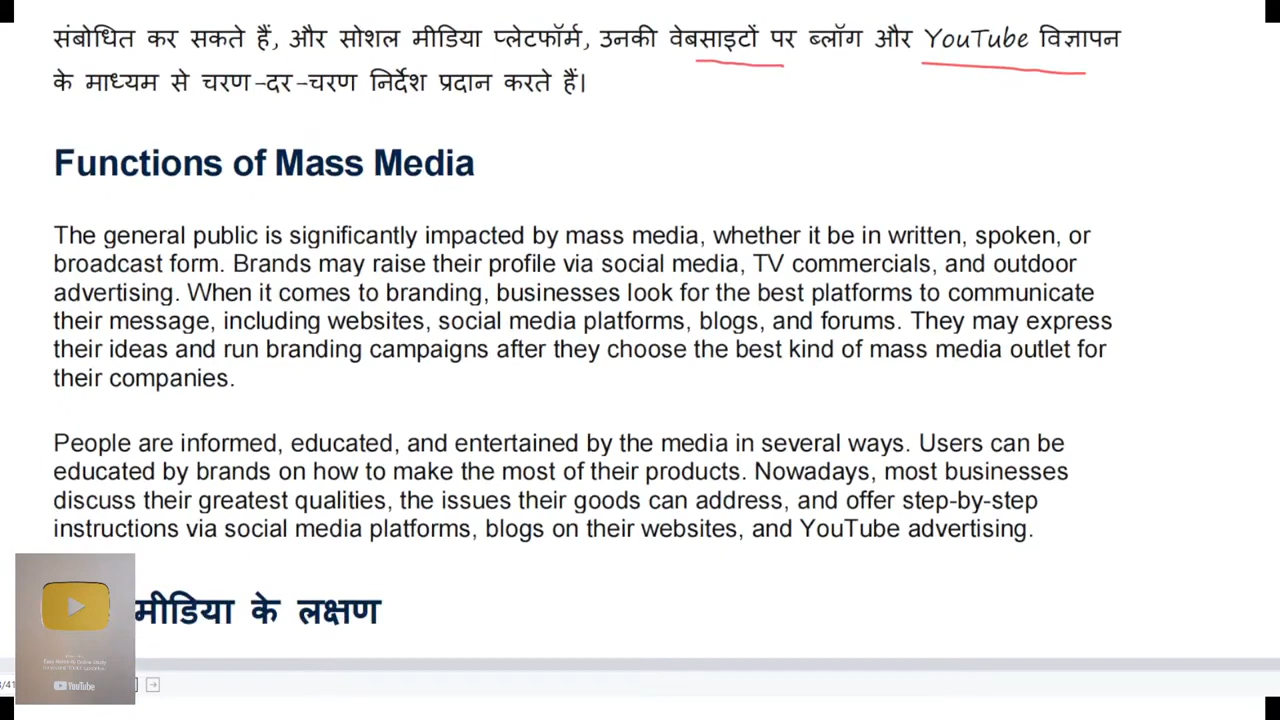 संबोधित कर सकते हैं, और सोशल मीडिया प्लेटफॉर्म, उनकी वेबसाइटों पर ब्लॉग और YouTube विज्ञापन
के माध्यम से चरण-दर-चरण निर्देश प्रदान करते हैं।
Functions of Mass Media
The general public is significantly impacted by mass media, whether it be in written, spoken, or
broadcast form. Brands may raise their profile via social media, TV commercials, and outdoor
advertising. When it comes to branding, businesses look for the best platforms to communicate
their message, including websites, social media platforms, blogs, and forums. They may express
their ideas and run branding campaigns after they choose the best kind of mass media outlet for
their companies.
People are informed, educated, and entertained by the media in several ways. Users can be
educated by brands on how to make the most of their products. Nowadays, most businesses
discuss their greatest qualities, the issues their goods can address, and offer step-by-step
instructions via social media platforms, blogs on their websites, and YouTube advertising.
मीडिया के लक्षण
YouTube